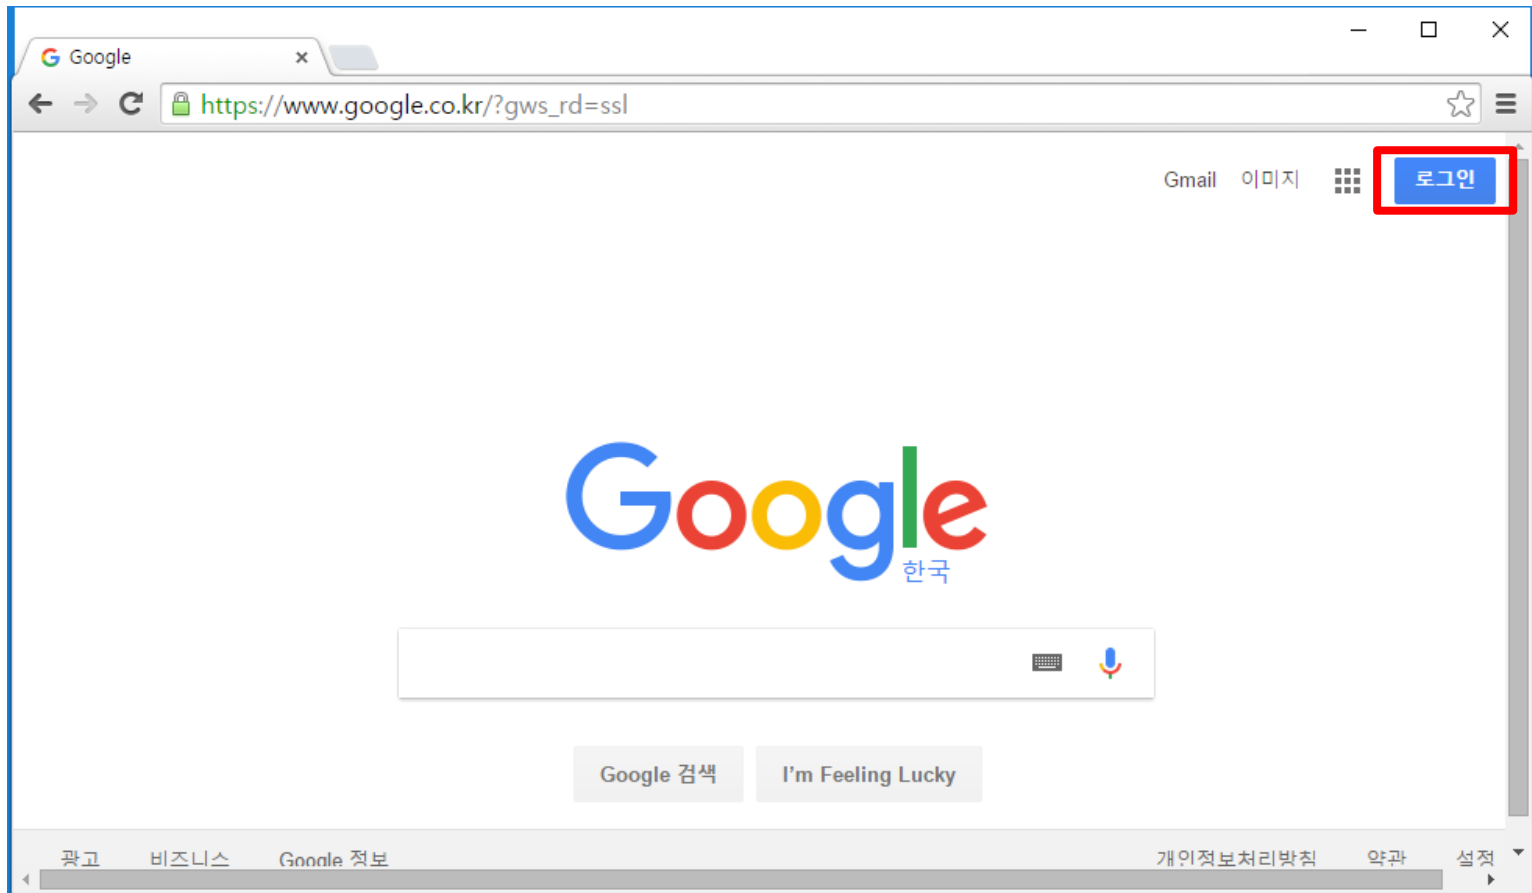 Google
https://www.google.co.kr/?gws_rd=ssl
Gmail 이미지 로그인
Google
한국
Google 검색 I'm Feeling Lucky
광고 비즈니스 Google 정보 개인정보처리방침 약관 설정